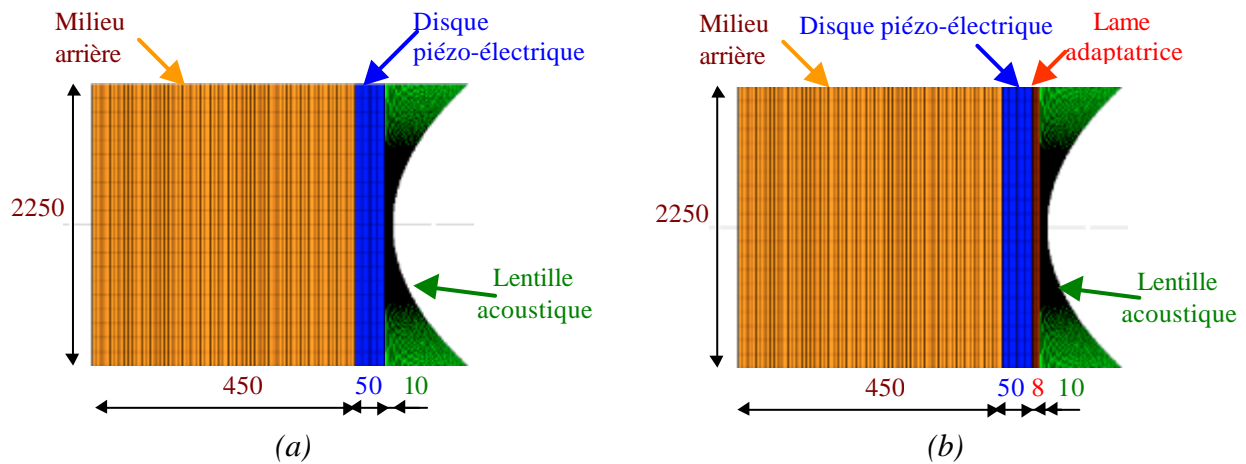 Milieu
arrière
Disque
piézo-électrique
2250
Lentille
acoustique
450 50 10
(a)
Milieu
arrière
Disque piézo-électrique
Lame
adaptatrice
2250
Lentille
acoustique
450 50 8 10
(b)